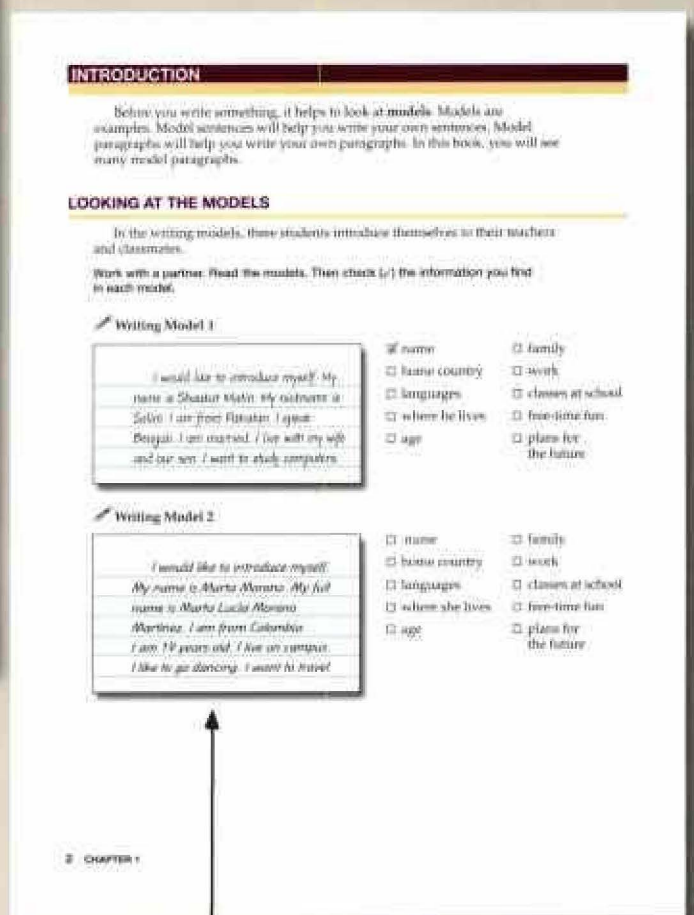 INTRODUCTION
Before you write something, it helps to look at models. Models are
examples. Model sentences will help you write your own sentences. Model
paragraphs will help you write your own paragraphs. In this book, you will see
many model paragraphs.
LOOKING AT THE MODELS
In the writing models, three students introduce themselves to their teachers
and classmates.
Work with a partner. Read the models. Then check (✓) the information you find
in each model.
Writing Model 1
I would like to introduce myself. My
name is Shaukat Matin. My nickname is
Selim. I am from Pakistan. I speak
Bengali. I am married. I live with my wife
and our son. I want to study computers.
☑ name
☐ home country
☐ languages
☐ where he lives
☐ age
☐ family
☐ work
☐ classes at school
☐ free-time fun
☐ plans for
the future
Writing Model 2
I would like to introduce myself.
My name is Marta Moreno. My full
name is Marta Lucía Moreno
Martínez. I am from Colombia.
I am 19 years old. I live on campus.
I like to go dancing. I want to travel.
☐ name
☐ home country
☐ languages
☐ where she lives
☐ age
☐ family
☐ work
☐ classes at school
☐ free-time fun
☐ plans for
the future
2 CHAPTER 1